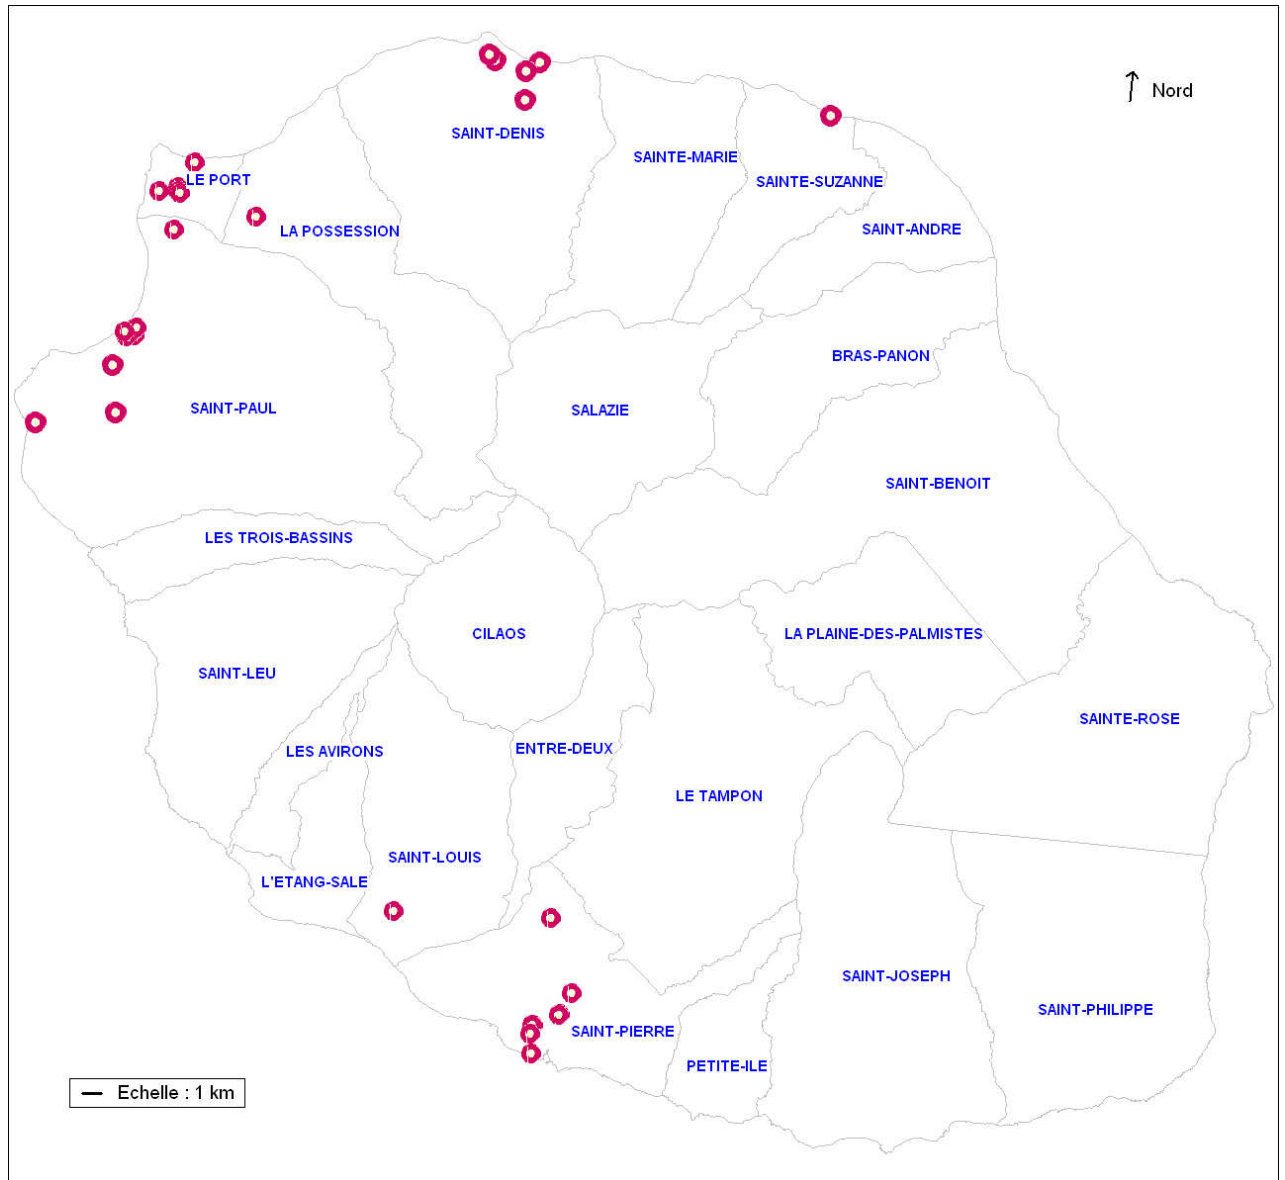 Nord
SAINT-DENIS
SAINTE-MARIE
LE PORT
SAINTE-SUZANNE
LA POSSESSION
SAINT-ANDRE
BRAS-PANON
SAINT-PAUL
SALAZIE
SAINT-BENOIT
LES TROIS-BASSINS
CILAOS
LA PLAINE-DES-PALMISTES
SAINT-LEU
SAINTE-ROSE
LES AVIRONS
ENTRE-DEUX
LE TAMPON
SAINT-LOUIS
L'ETANG-SALE
SAINT-JOSEPH
SAINT-PHILIPPE
SAINT-PIERRE
PETITE-ILE
Echelle : 1 km